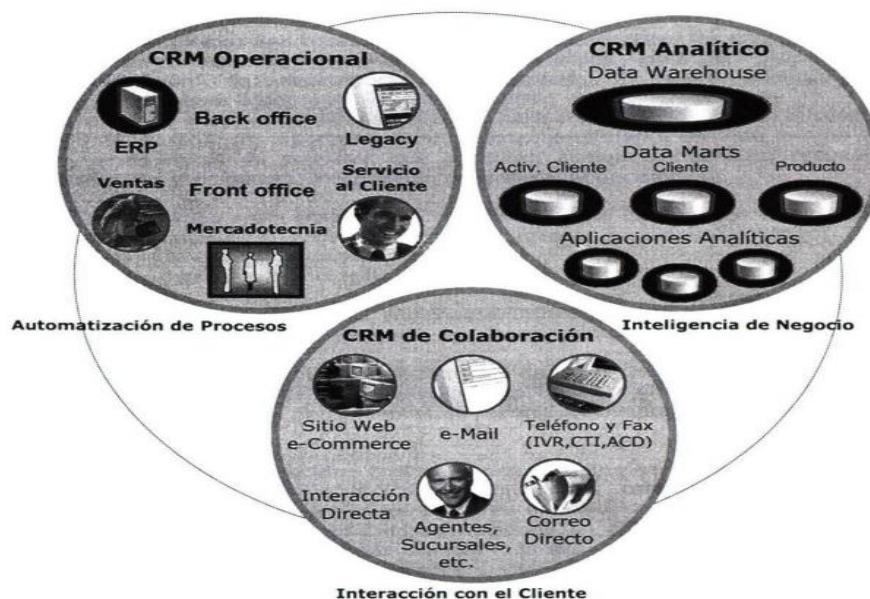 CRM Operacional
Back office
ERP
Legacy
Ventas
Front office
Servicio
al Cliente
Mercadotecnia
Automatización de Procesos
CRM Analítico
Data Warehouse
Data Marts
Activ. Cliente
Cliente
Producto
Aplicaciones Analíticas
Inteligencia de Negocio
CRM de Colaboración
Sitio Web
e-Commerce
e-Mail
Teléfono y Fax
(IVR,CTI,ACD)
Interacción
Directa
Agentes,
Sucursales,
etc.
Correo
Directo
Interacción con el Cliente